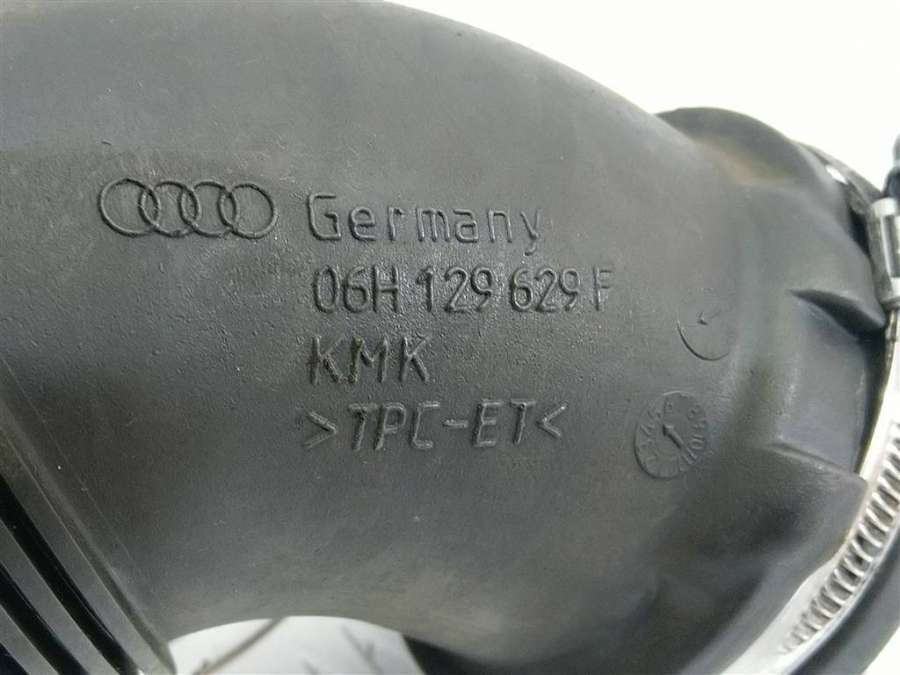 Germany
06H 129 629 F
KMK
>TPC-ET<